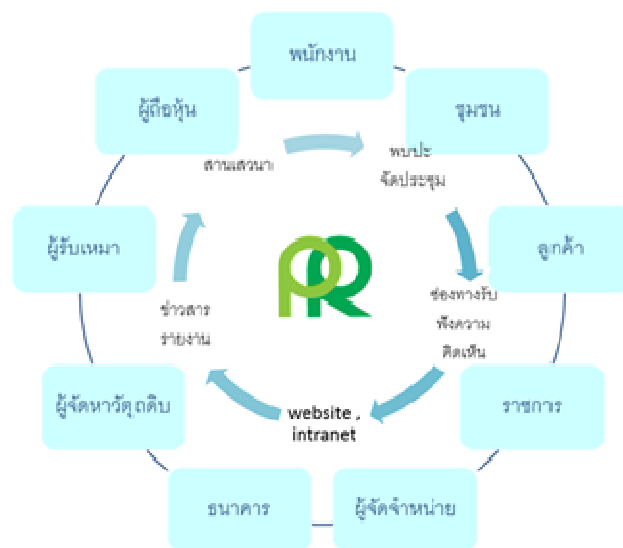 พนักงาน
ชุมชน
ลูกค้า
ราชการ
ผู้จัดจำหน่าย
ธนาคาร
ผู้จัดหาวัตุถดิบ
ผู้รับเหมา
ผู้ถือหุ้น
สานเสวนา
พบปะ
จัดประชุม
ช่องทางรับ
ฟังความ
คิดเห็น
website ,
intranet
ข่าวสาร
รายงาน
PR